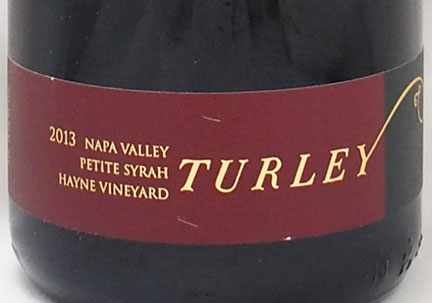 2013 NAPA VALLEY
PETITE SYRAH
HAYNE VINEYARD
TURLEY